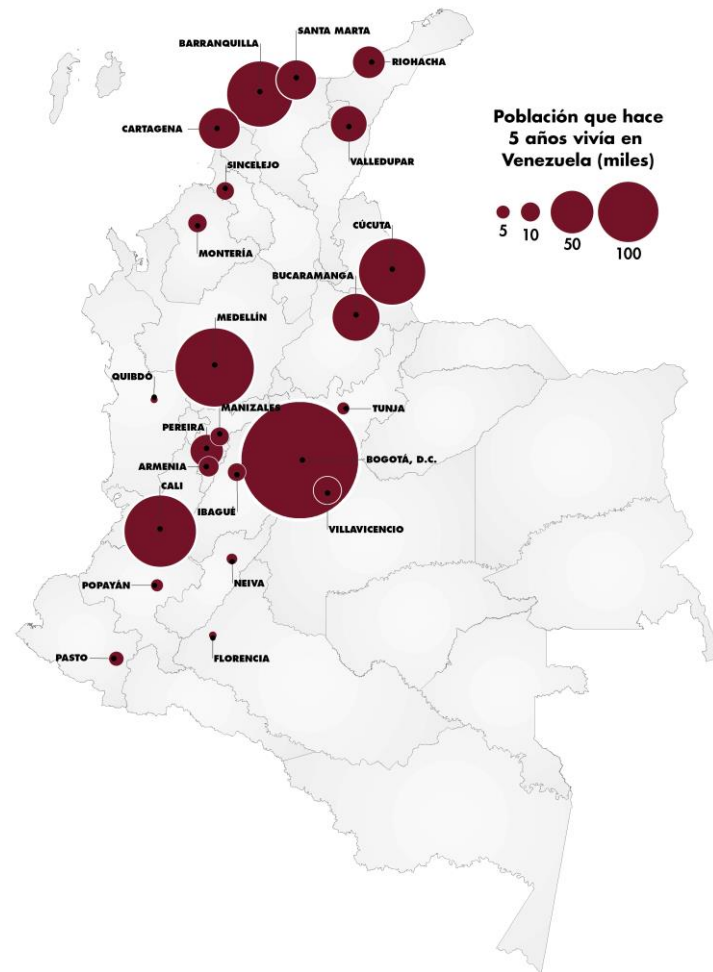 SANTA MARTA
BARRANQUILLA
RIOHACHA
CARTAGENA
VALLEDUPAR
SINCELEJO
MONTERÍA
Población que hace
5 años vivía en
Venezuela (miles)
5
10
50
100
CÚCUTA
BUCARAMANGA
MEDELLÍN
QUIBDÓ
MANIZALES
TUNJA
PEREIRA
BOGOTÁ, D.C.
ARMENIA
CALI
IBAGUÉ
VILLAVICENCIO
POPAYÁN
NEIVA
PASTO
FLORENCIA